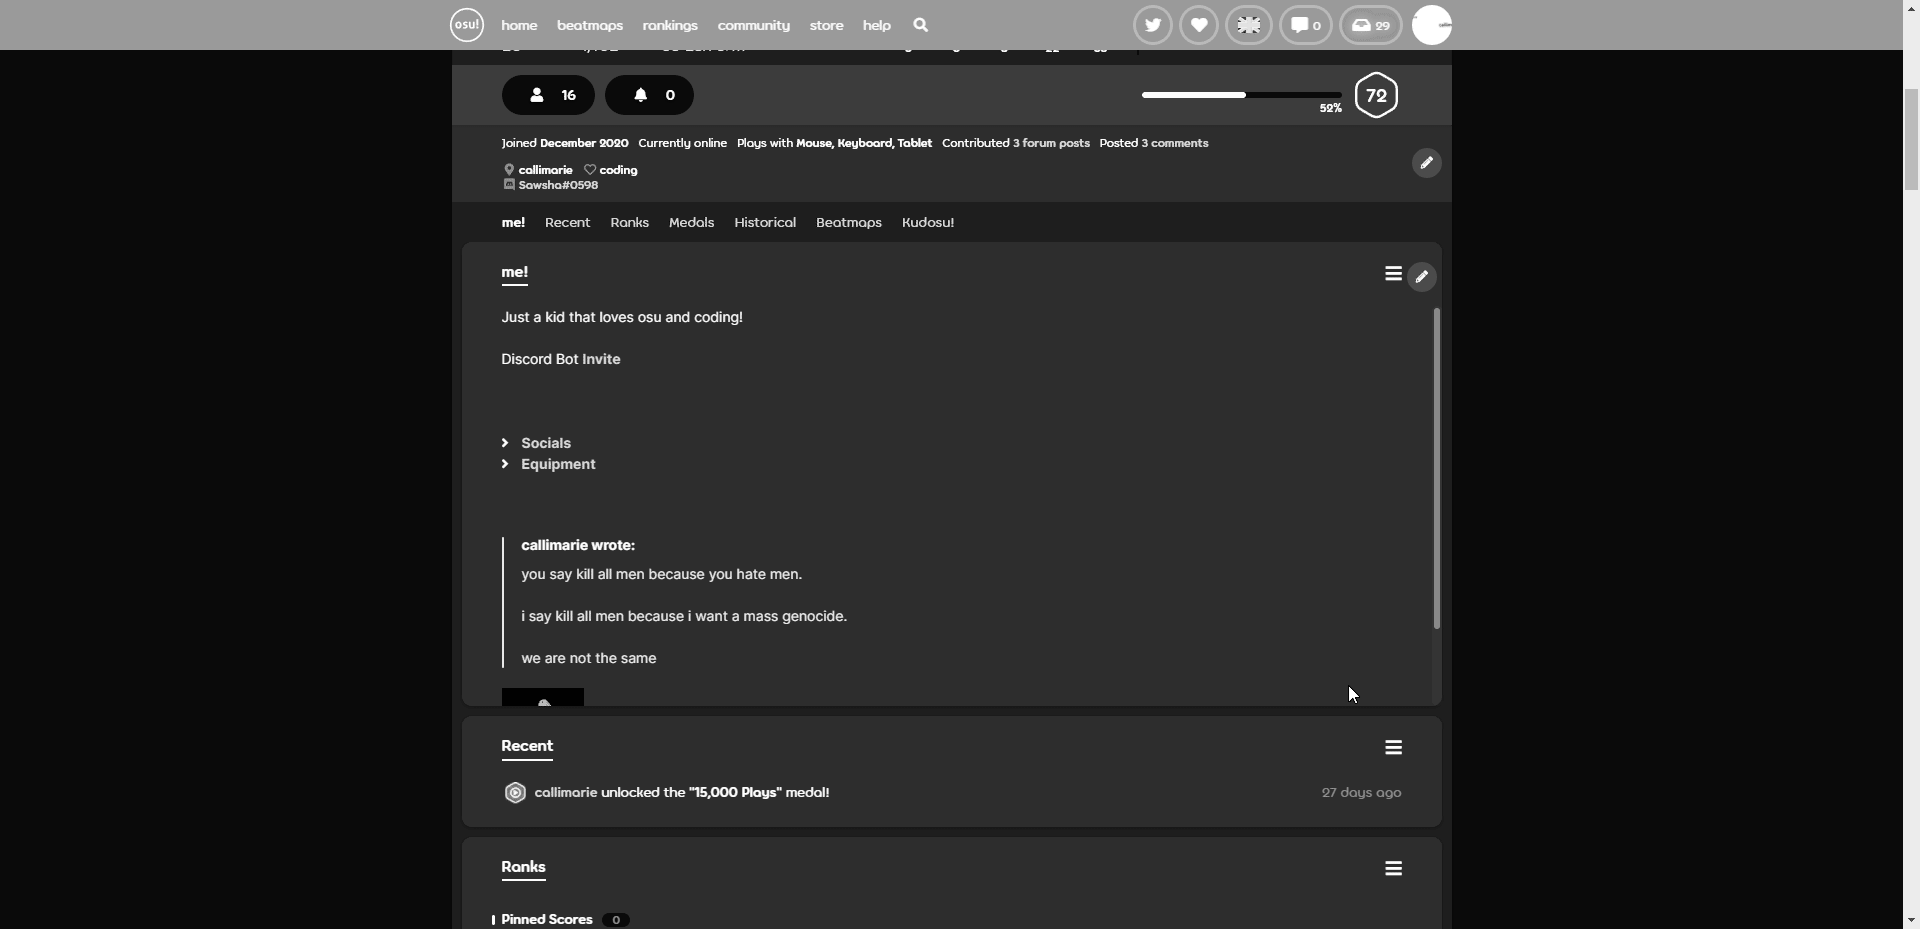 osu! home beatmaps rankings community store help 0 29
16 0 52% 72
Joined December 2020 Currently online Plays with Mouse, Keyboard, Tablet Contributed 3 forum posts Posted 3 comments
callimarie coding
Sawsha#0598
me! Recent Ranks Medals Historical Beatmaps Kudosu!
me!
Just a kid that loves osu and coding!
Discord Bot Invite
Socials
Equipment
callimarie wrote:
you say kill all men because you hate men.
i say kill all men because i want a mass genocide.
we are not the same
Recent
callimarie unlocked the "15,000 Plays" medal! 27 days ago
Ranks
Pinned Scores 0